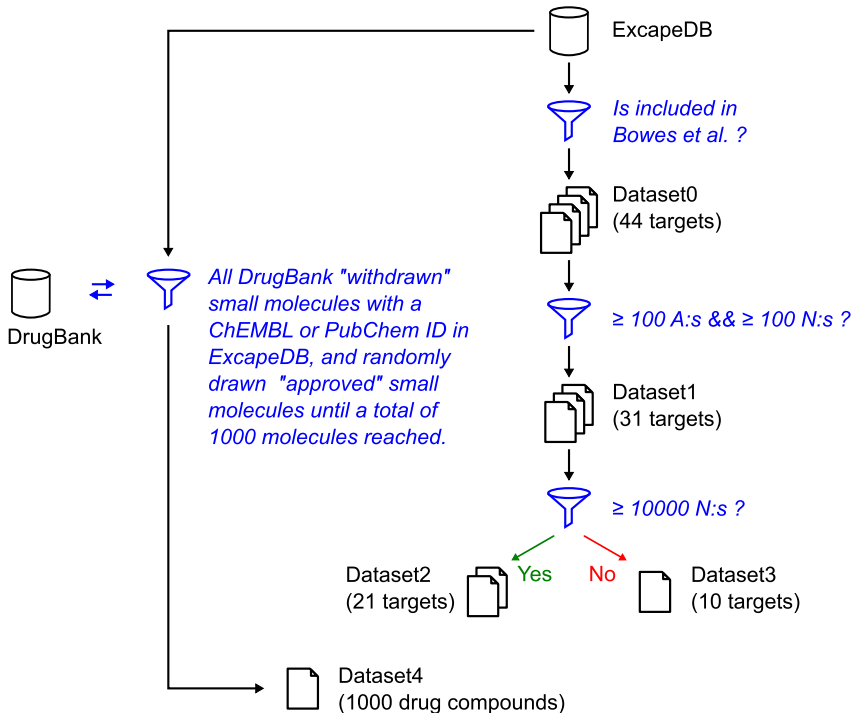 ExcapeDB
Is included in
Bowes et al. ?
Dataset0
(44 targets)
DrugBank
All DrugBank "withdrawn"
small molecules with a
ChEMBL or PubChem ID in
ExcapeDB, and randomly
drawn "approved" small
molecules until a total of
1000 molecules reached.
≥ 100 A:s && ≥ 100 N:s ?
Dataset1
(31 targets)
≥ 10000 N:s ?
Yes
No
Dataset2
(21 targets)
Dataset3
(10 targets)
Dataset4
(1000 drug compounds)